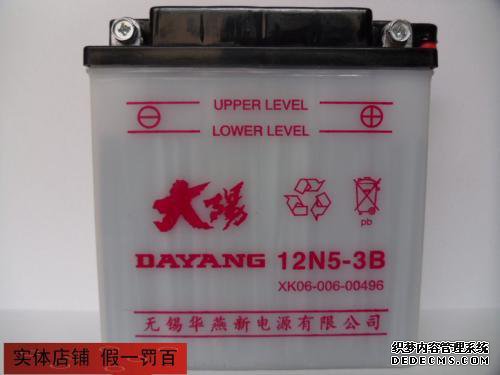 UPPER LEVEL
LOWER LEVEL
大陽
pb
DAYANG 12N5-3B
XK06-006-00496
无锡华燕新电源有限公司
实体店铺 假一罚百
织梦内容管理系统
DEDECMS.COM